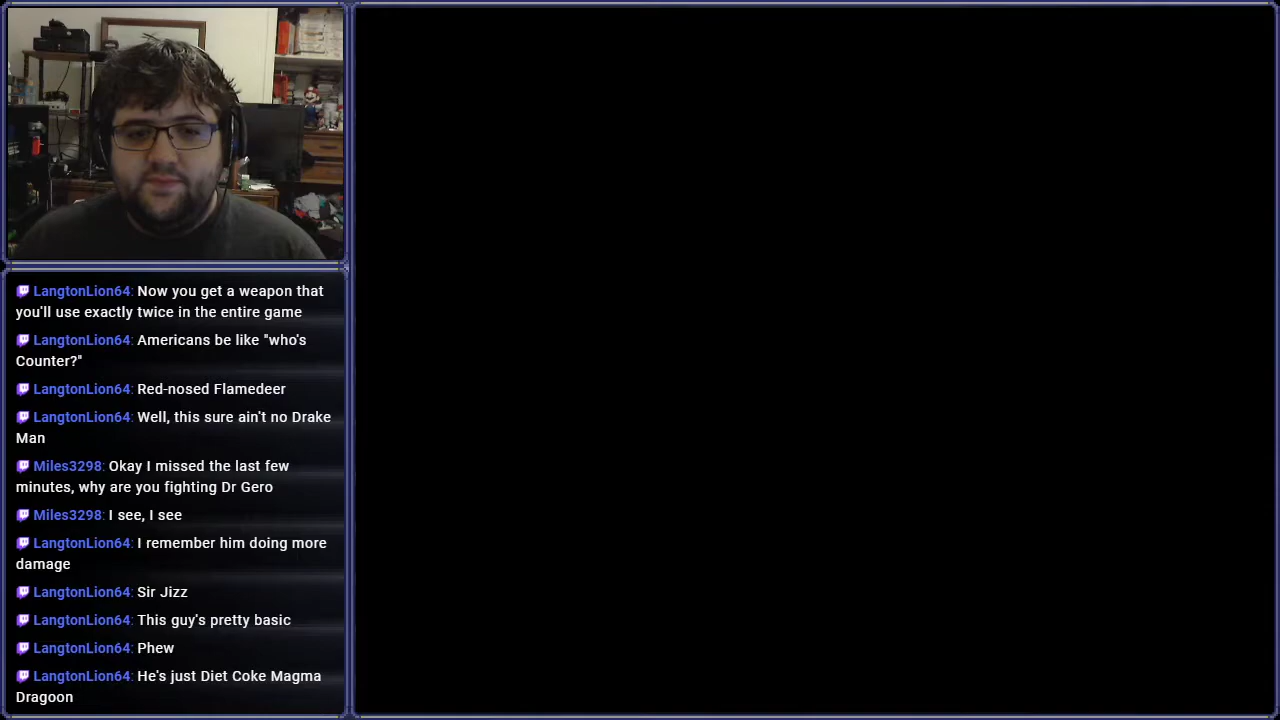 LangtonLion64: Now you get a weapon that
you'll use exactly twice in the entire game
LangtonLion64: Americans be like "who's
Counter?"
LangtonLion64: Red-nosed Flamedeer
LangtonLion64: Well, this sure ain't no Drake
Man
Miles3298: Okay I missed the last few
minutes, why are you fighting Dr Gero
Miles3298: I see, I see
LangtonLion64: I remember him doing more
damage
LangtonLion64: Sir Jizz
LangtonLion64: This guy's pretty basic
LangtonLion64: Phew
LangtonLion64: He's just Diet Coke Magma
Dragoon